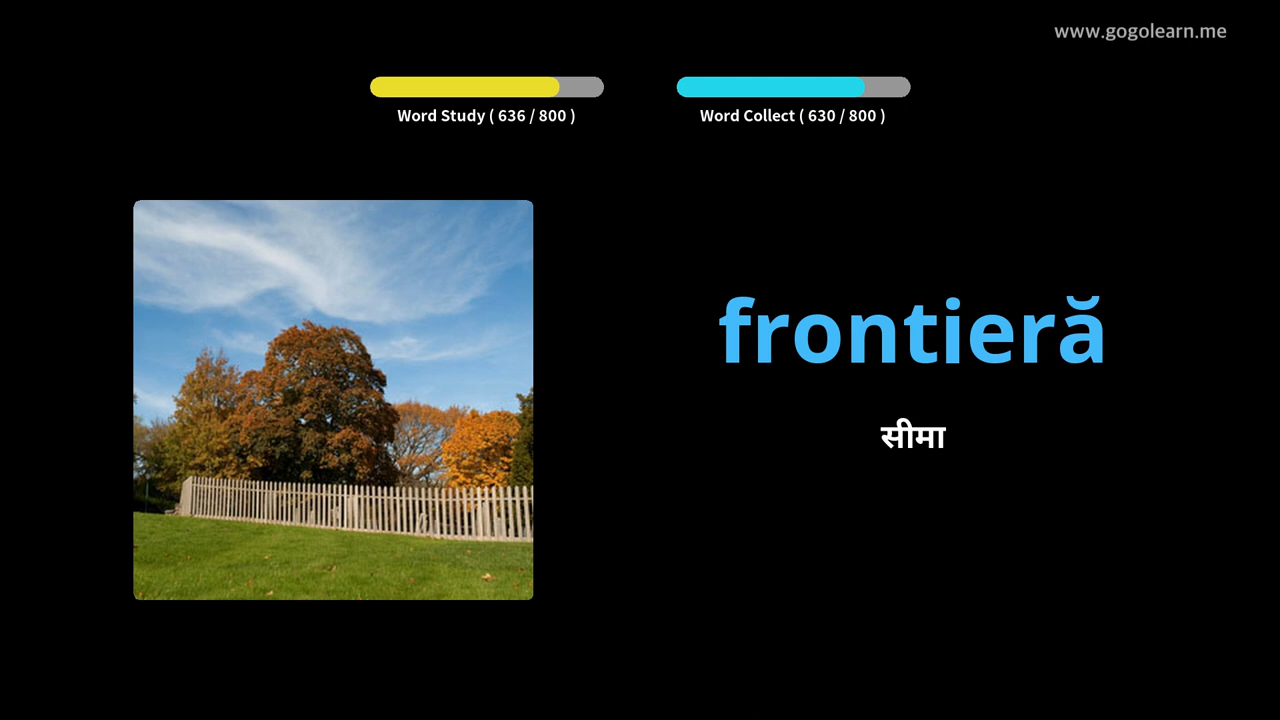 www.gogolearn.me
Word Study ( 636 / 800 )
Word Collect ( 630 / 800 )
frontieră
सीमा